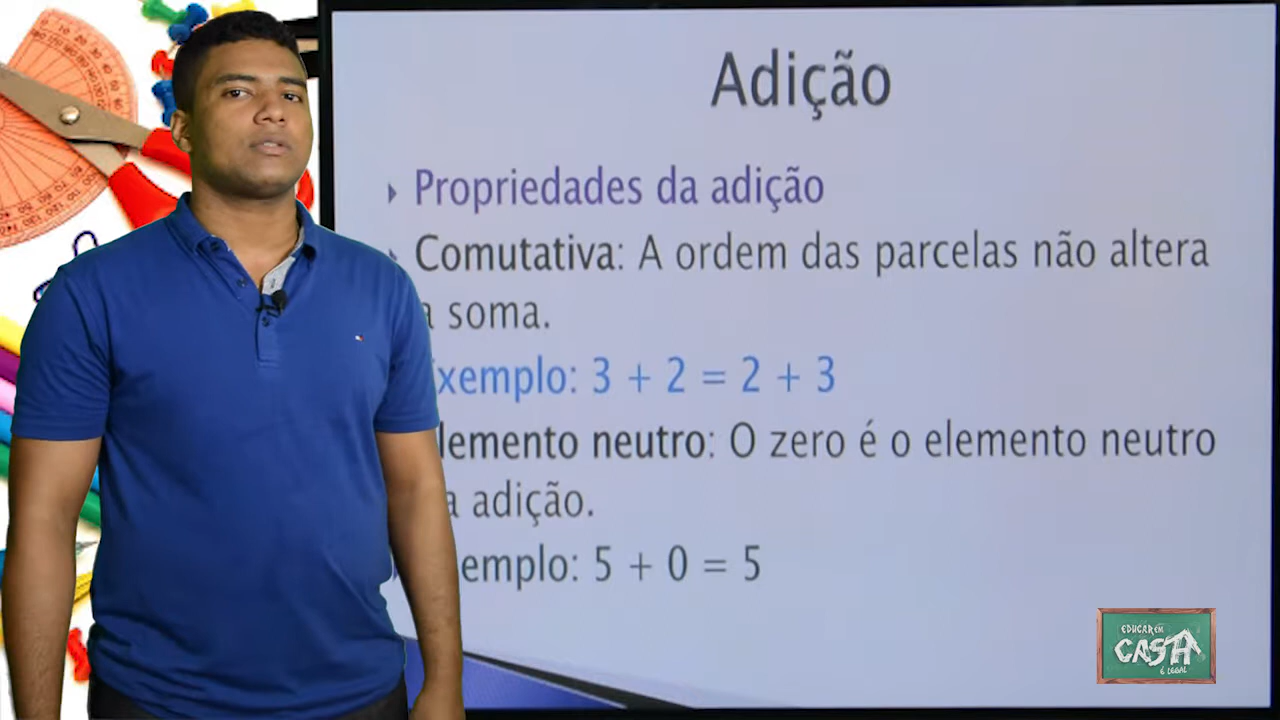 Adição
Propriedades da adição
Comutativa: A ordem das parcelas não altera
a soma.
xemplo: 3 + 2 = 2 + 3
lemento neutro: O zero é o elemento neutro
a adição.
emplo: 5 + 0 = 5
EDUCAR EM
CASA
É LEGAL